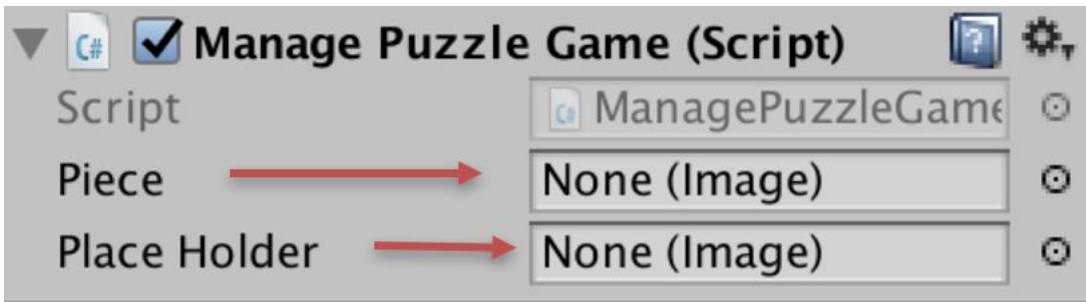 C# Manage Puzzle Game (Script) ?
Script C# ManagePuzzleGame
Piece None (Image)
Place Holder None (Image)